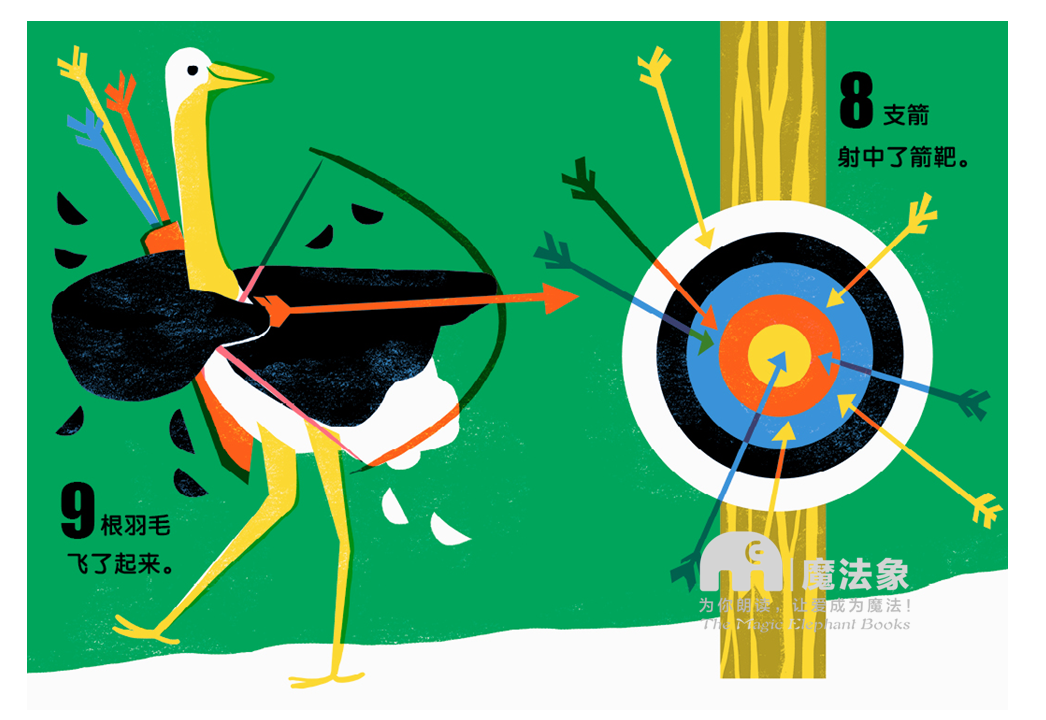 8 支箭
射中了箭靶。
9 根羽毛
飞了起来。
魔法象
为你朗读，让爱成为魔法！
The Magic Elephant Books